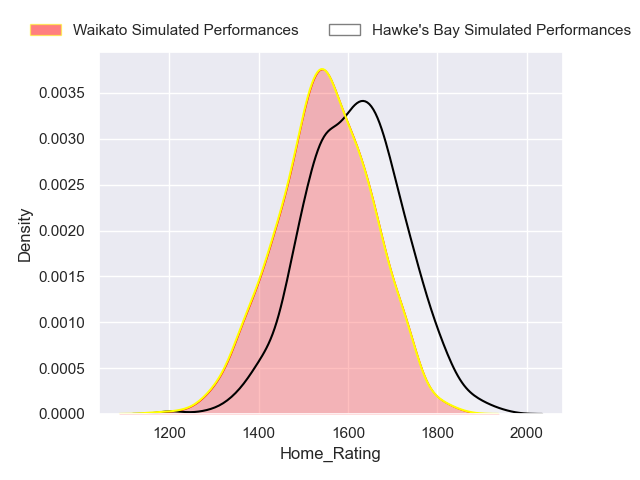 Waikato Simulated Performances
Hawke's Bay Simulated Performances
0.0035
0.0030
0.0025
0.0020
0.0015
0.0010
0.0005
0.0000
Density
1200 1400 1600 1800 2000
Home_Rating